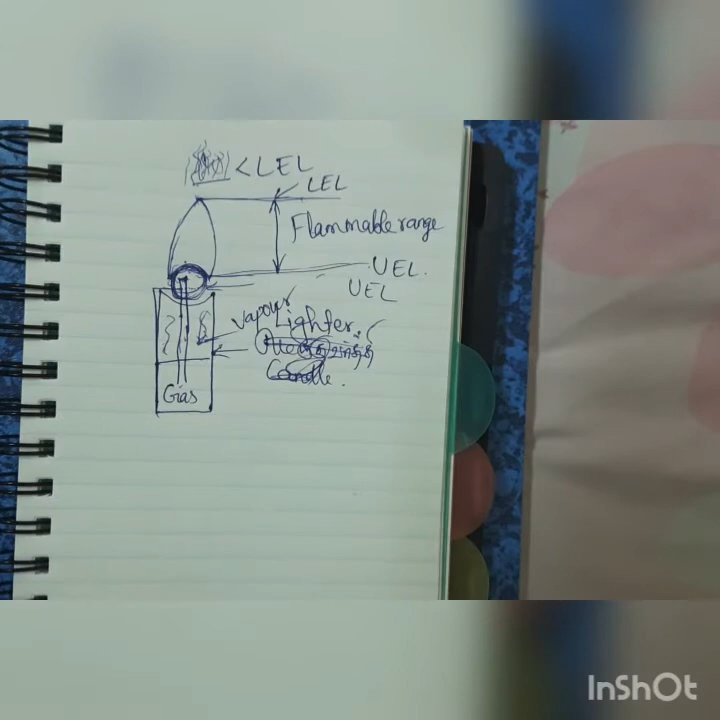 < LEL
LEL
Flammable range
UEL.
UEL
Vapour
Lighter.
Candle.
Gas
InShOt